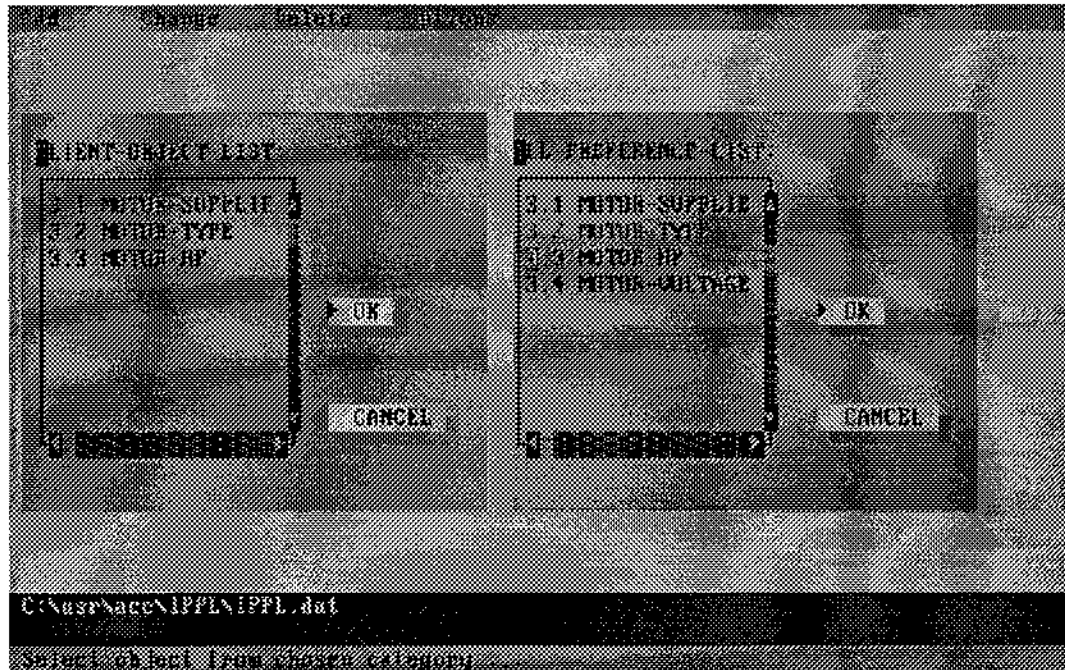 Add Change Delete Options
CLIENT-OBJECT LIST:
3.1 MOTOR-SUPPLIE
3.2 MOTOR-TYPE
3.3 MOTOR-HP
OK
CANCEL
PREFERENCE-LIST:
3.1 MOTOR-SUPPLIE
3.2 MOTOR-TYPE
3.3 MOTOR-HP
3.4 MOTOR-VOLTAGE
OK
CANCEL
C:\usr\acc\IPPL\IPPL.dat
Select object from chosen category ...